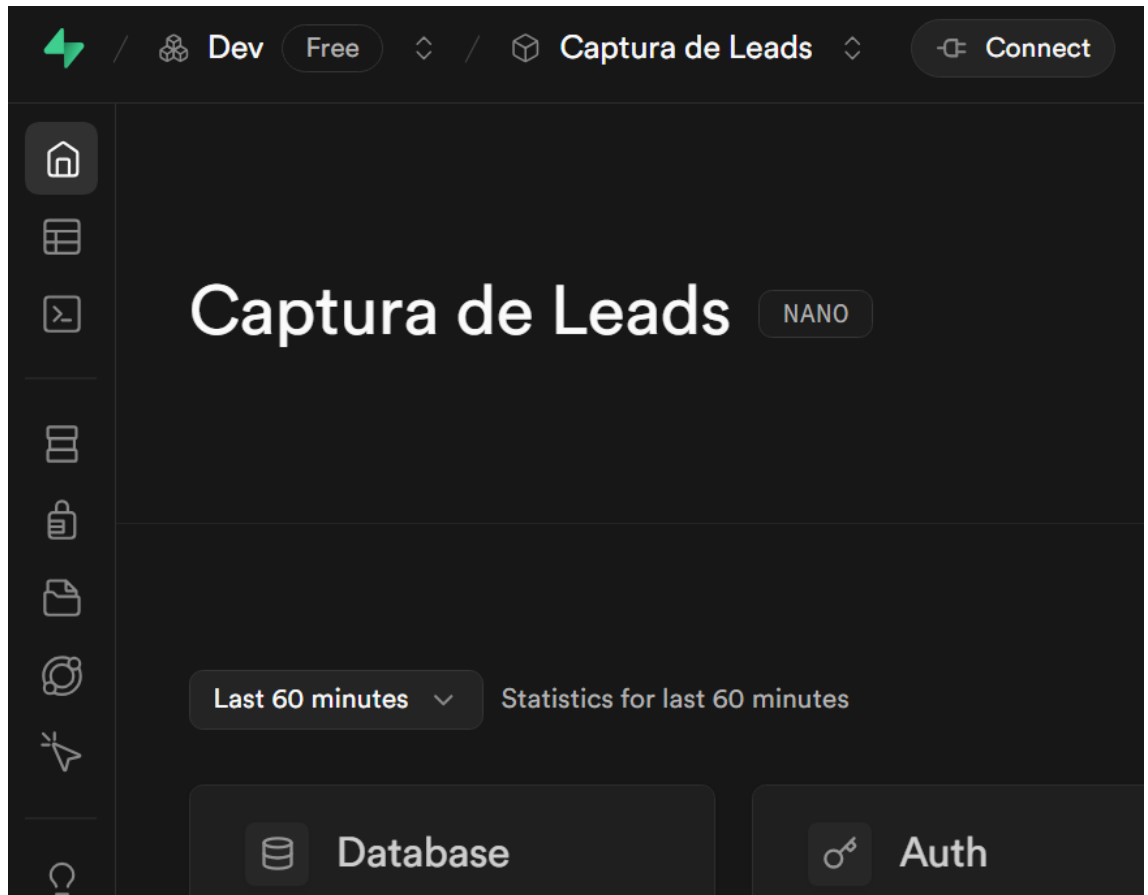 Dev Free Captura de Leads Connect
Captura de Leads NANO
Last 60 minutes Statistics for last 60 minutes
Database Auth